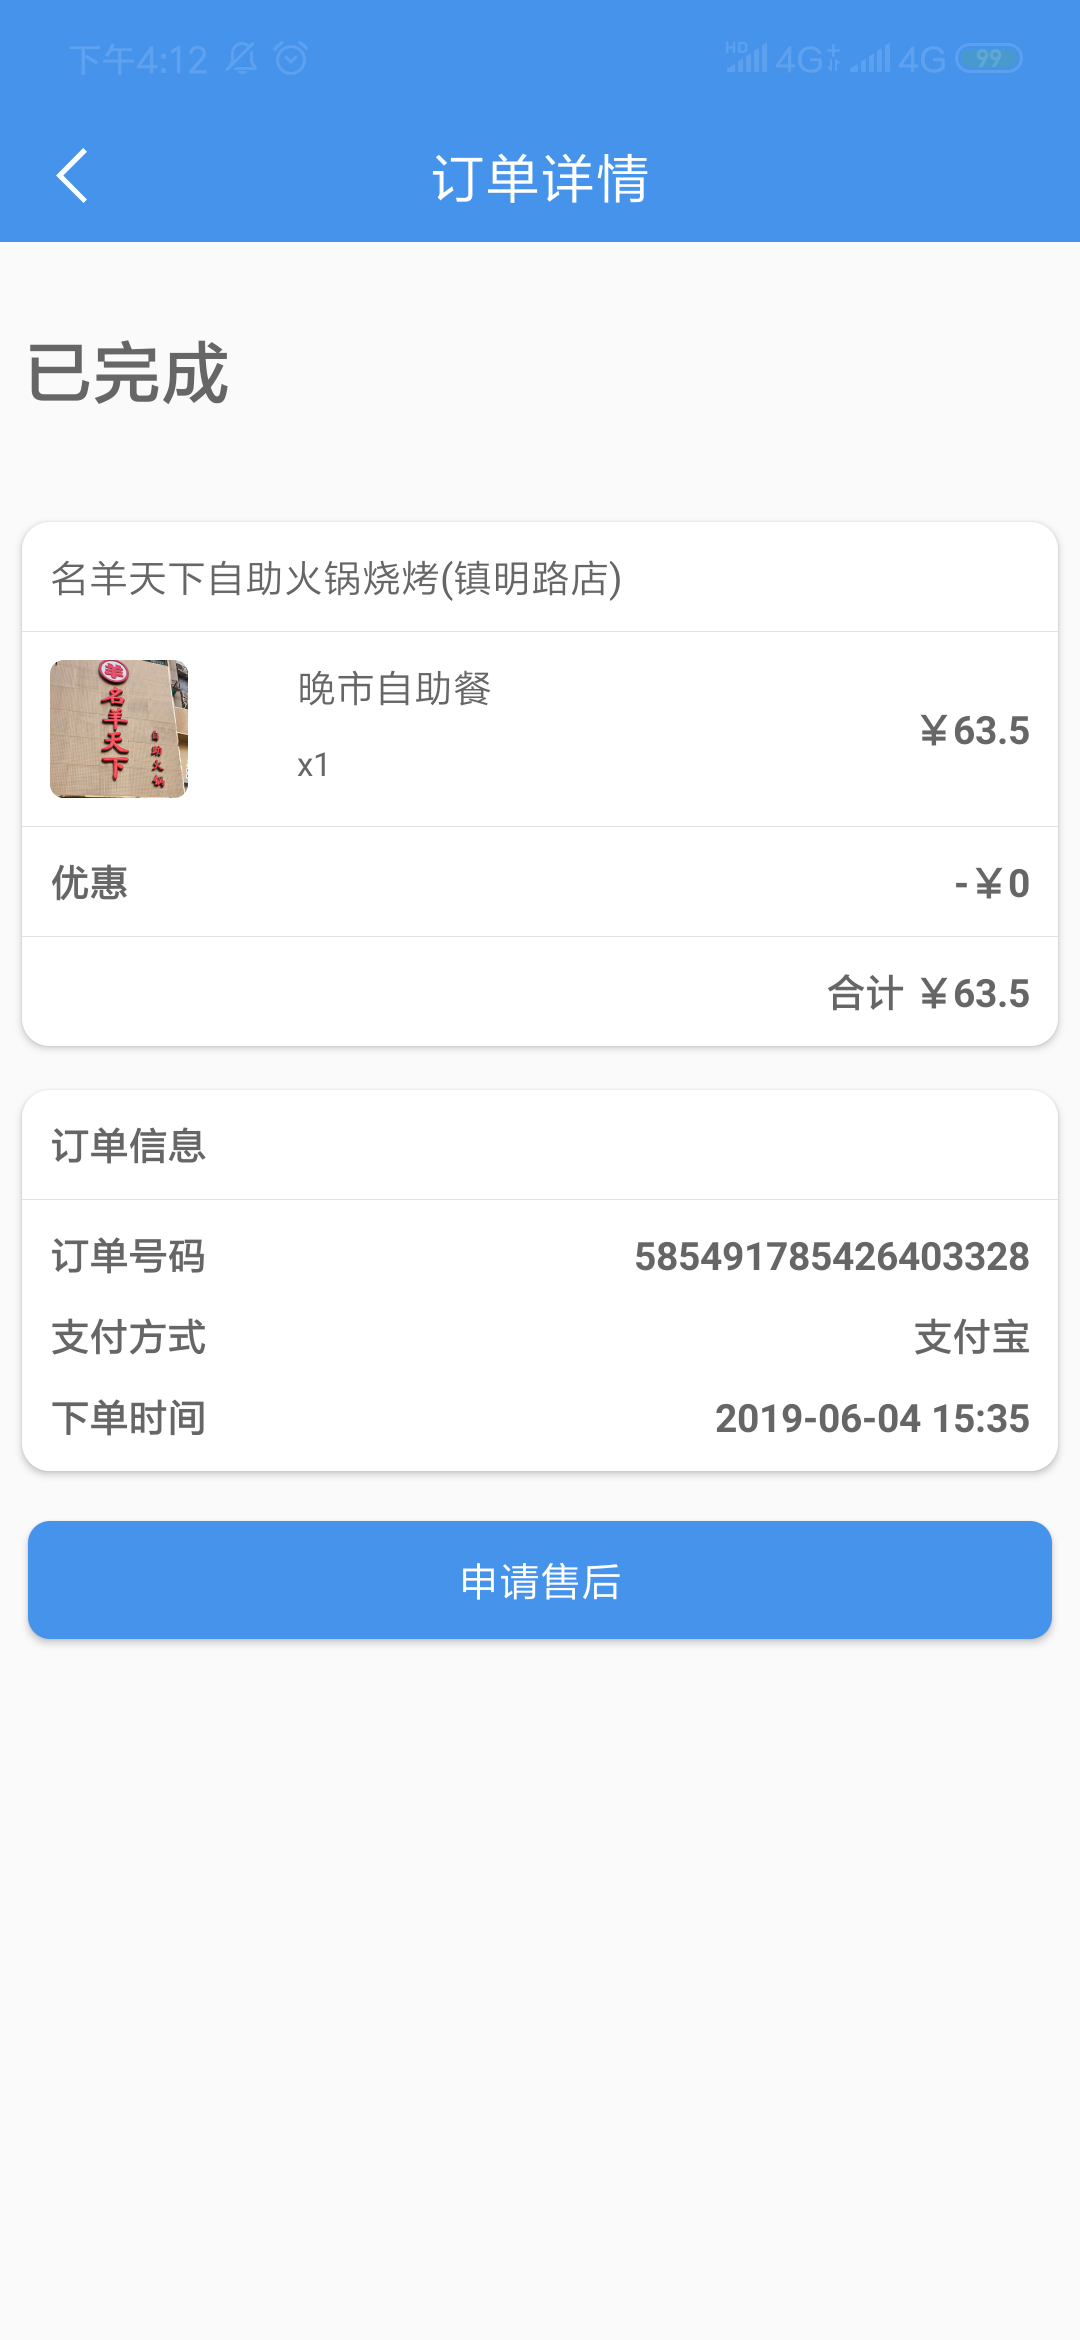 下午4:12 HD 4G 4G 99
订单详情
已完成
名羊天下自助火锅烧烤(镇明路店)
羊
名羊天下
自助火锅
晚市自助餐
x1
￥63.5
优惠 -￥0
合计 ￥63.5
订单信息
订单号码 585491785426403328
支付方式 支付宝
下单时间 2019-06-04 15:35
申请售后